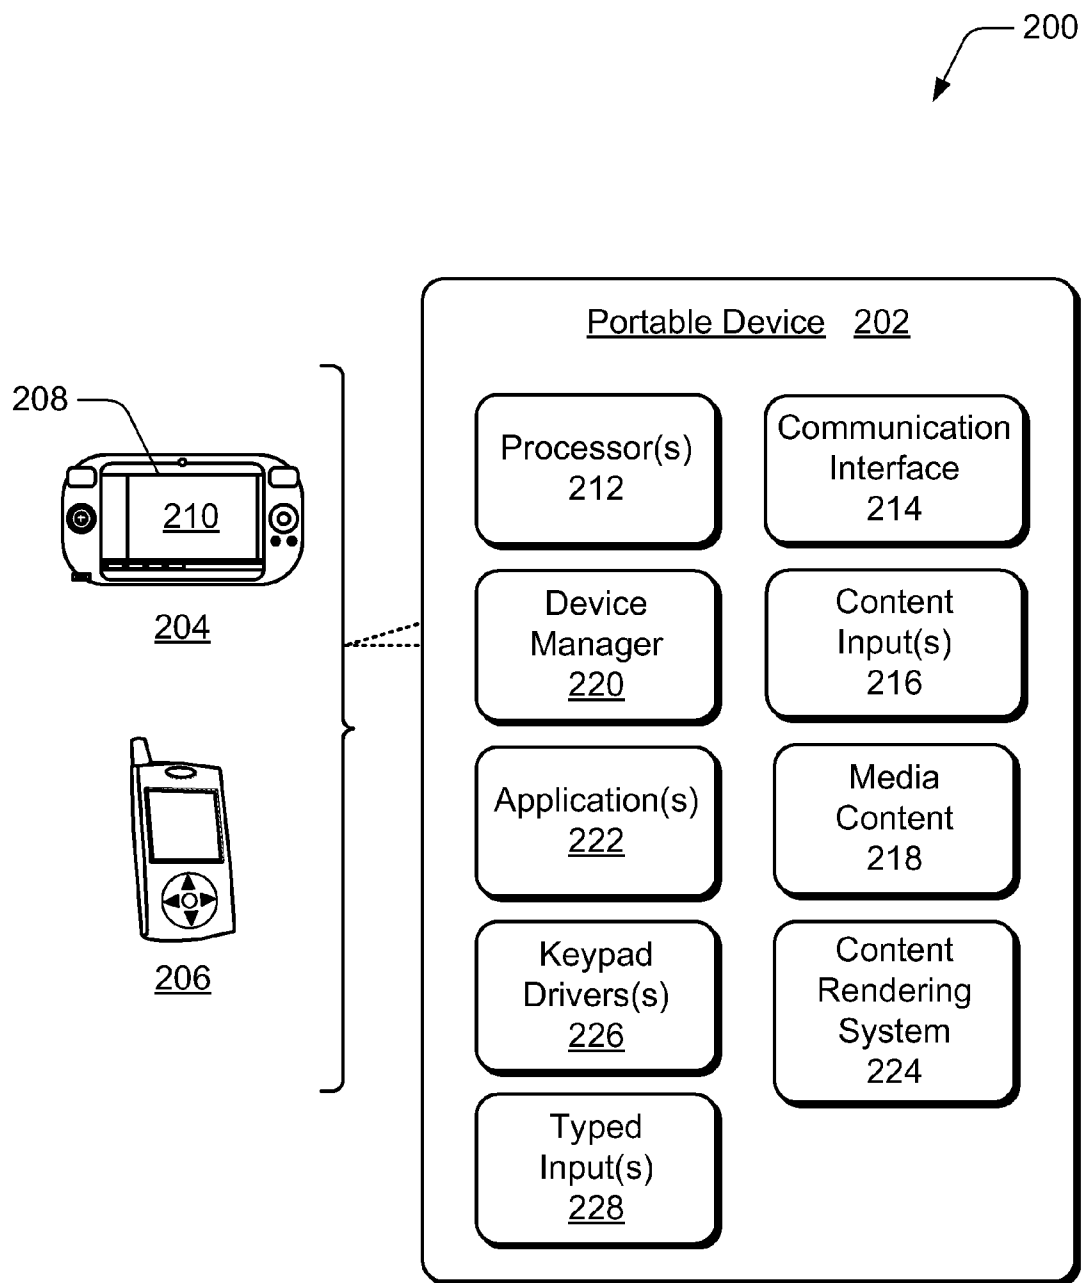 200
Portable Device 202
208
210
204
206
Processor(s)
212
Communication
Interface
214
Device
Manager
220
Content
Input(s)
216
Application(s)
222
Media
Content
218
Keypad
Drivers(s)
226
Content
Rendering
System
224
Typed
Input(s)
228